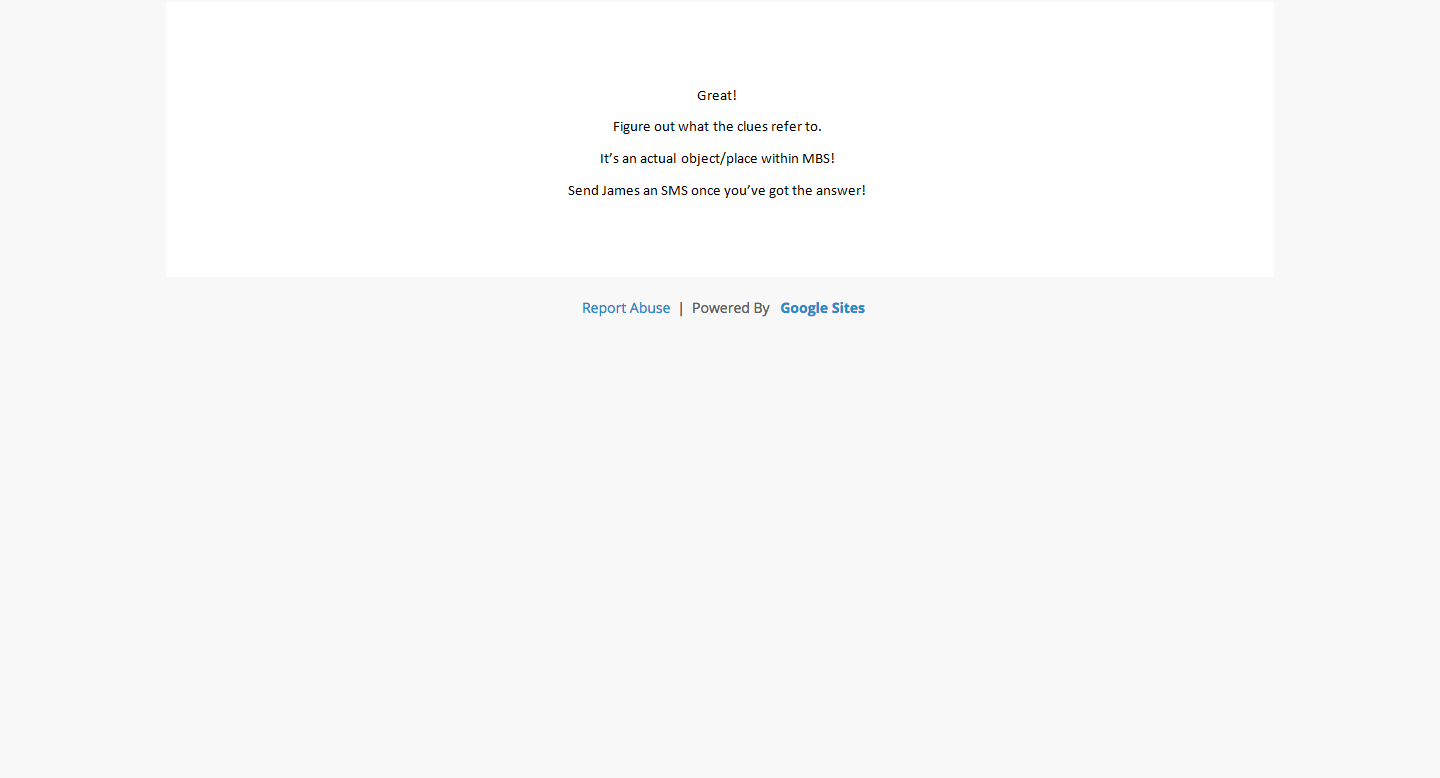 Great!
Figure out what the clues refer to.
It’s an actual object/place within MBS!
Send James an SMS once you’ve got the answer!
Report Abuse | Powered By Google Sites